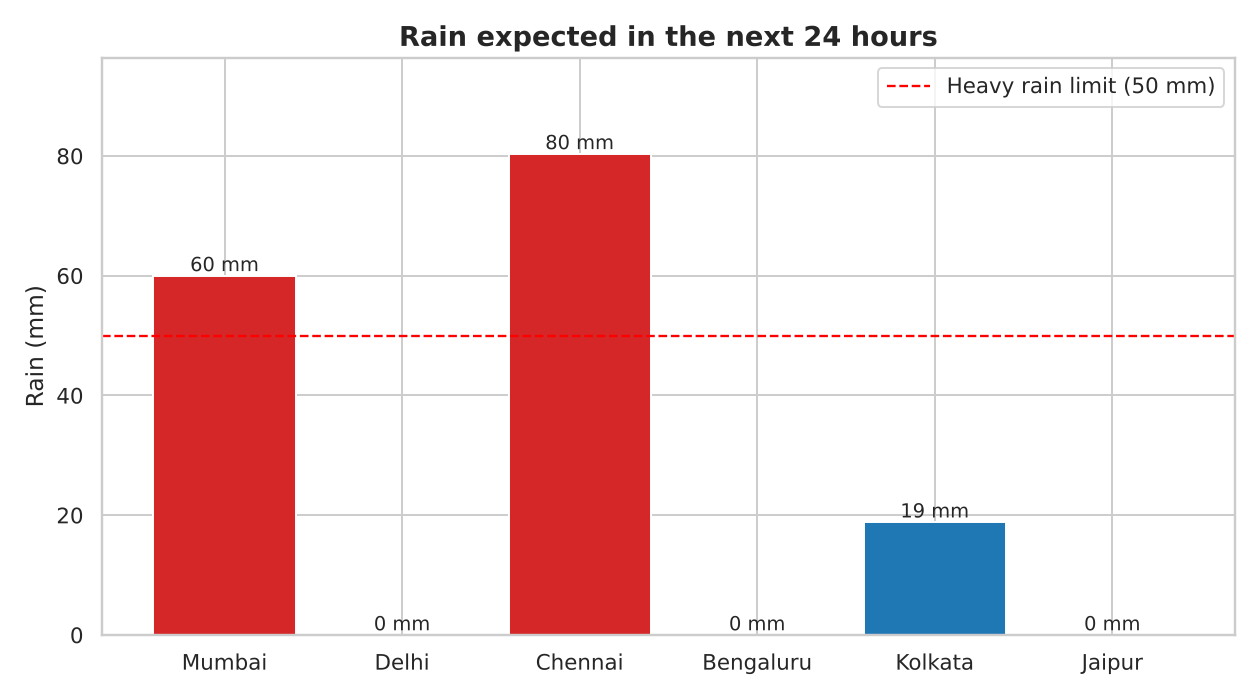 Rain expected in the next 24 hours
Heavy rain limit (50 mm)
Rain (mm)
80
60
40
20
0
60 mm
0 mm
80 mm
0 mm
19 mm
0 mm
Mumbai
Delhi
Chennai
Bengaluru
Kolkata
Jaipur